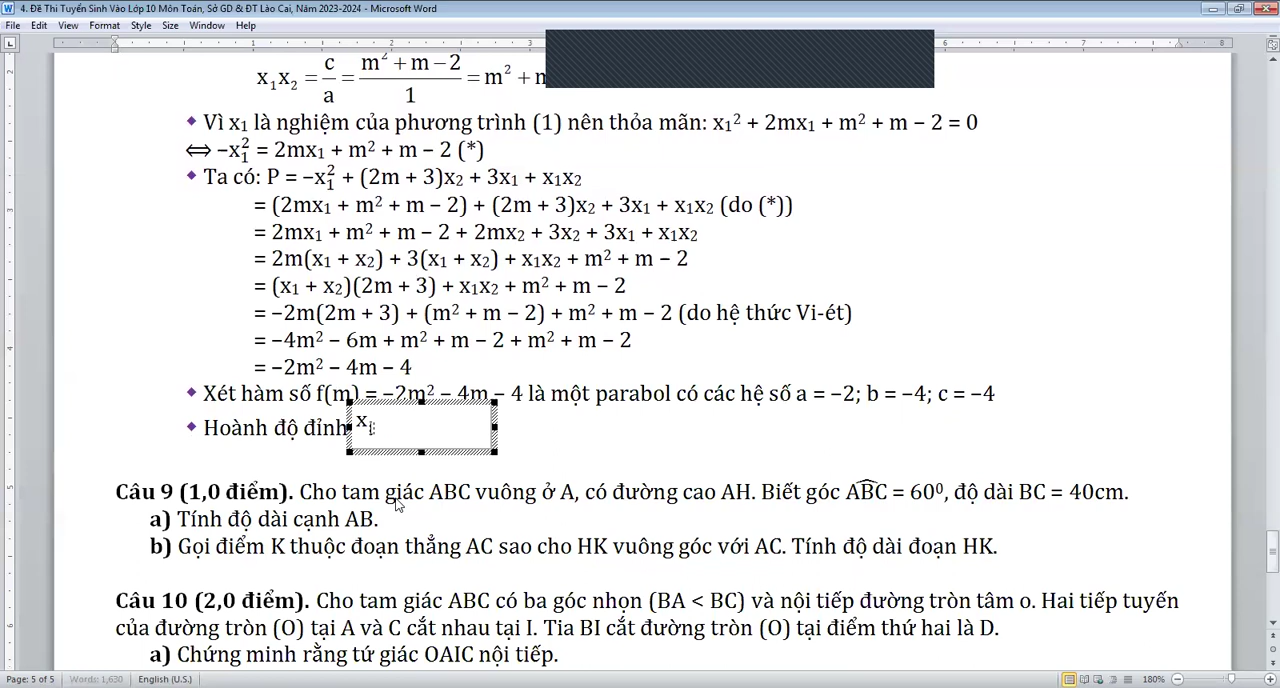 4. Đề Thi Tuyển Sinh Vào Lớp 10 Môn Toán, Sở GD & ĐT Lào Cai, Năm 2023-2024 - Microsoft Word
File Edit View Format Style Size Window Help
1 2 3 6 7 8
x₁x₂ = c/a = (m² + m − 2)/1 = m² +
◆ Vì x₁ là nghiệm của phương trình (1) nên thỏa mãn: x₁² + 2mx₁ + m² + m − 2 = 0
⇔ −x₁² = 2mx₁ + m² + m − 2 (*)
◆ Ta có: P = −x₁² + (2m + 3)x₂ + 3x₁ + x₁x₂
= (2mx₁ + m² + m − 2) + (2m + 3)x₂ + 3x₁ + x₁x₂ (do (*))
= 2mx₁ + m² + m − 2 + 2mx₂ + 3x₂ + 3x₁ + x₁x₂
= 2m(x₁ + x₂) + 3(x₁ + x₂) + x₁x₂ + m² + m − 2
= (x₁ + x₂)(2m + 3) + x₁x₂ + m² + m − 2
= −2m(2m + 3) + (m² + m − 2) + m² + m − 2 (do hệ thức Vi-ét)
= −4m² − 6m + m² + m − 2 + m² + m − 2
= −2m² − 4m − 4
◆ Xét hàm số f(m) = −2m² − 4m − 4 là một parabol có các hệ số a = −2; b = −4; c = −4
◆ Hoành độ đỉnh x
Câu 9 (1,0 điểm). Cho tam giác ABC vuông ở A, có đường cao AH. Biết góc ABC = 60⁰, độ dài BC = 40cm.
a) Tính độ dài cạnh AB.
b) Gọi điểm K thuộc đoạn thẳng AC sao cho HK vuông góc với AC. Tính độ dài đoạn HK.
Câu 10 (2,0 điểm). Cho tam giác ABC có ba góc nhọn (BA < BC) và nội tiếp đường tròn tâm o. Hai tiếp tuyến
của đường tròn (O) tại A và C cắt nhau tại I. Tia BI cắt đường tròn (O) tại điểm thứ hai là D.
a) Chứng minh rằng tứ giác OAIC nội tiếp.
Page: 5 of 5 Words: 1,630 English (U.S.) 180%